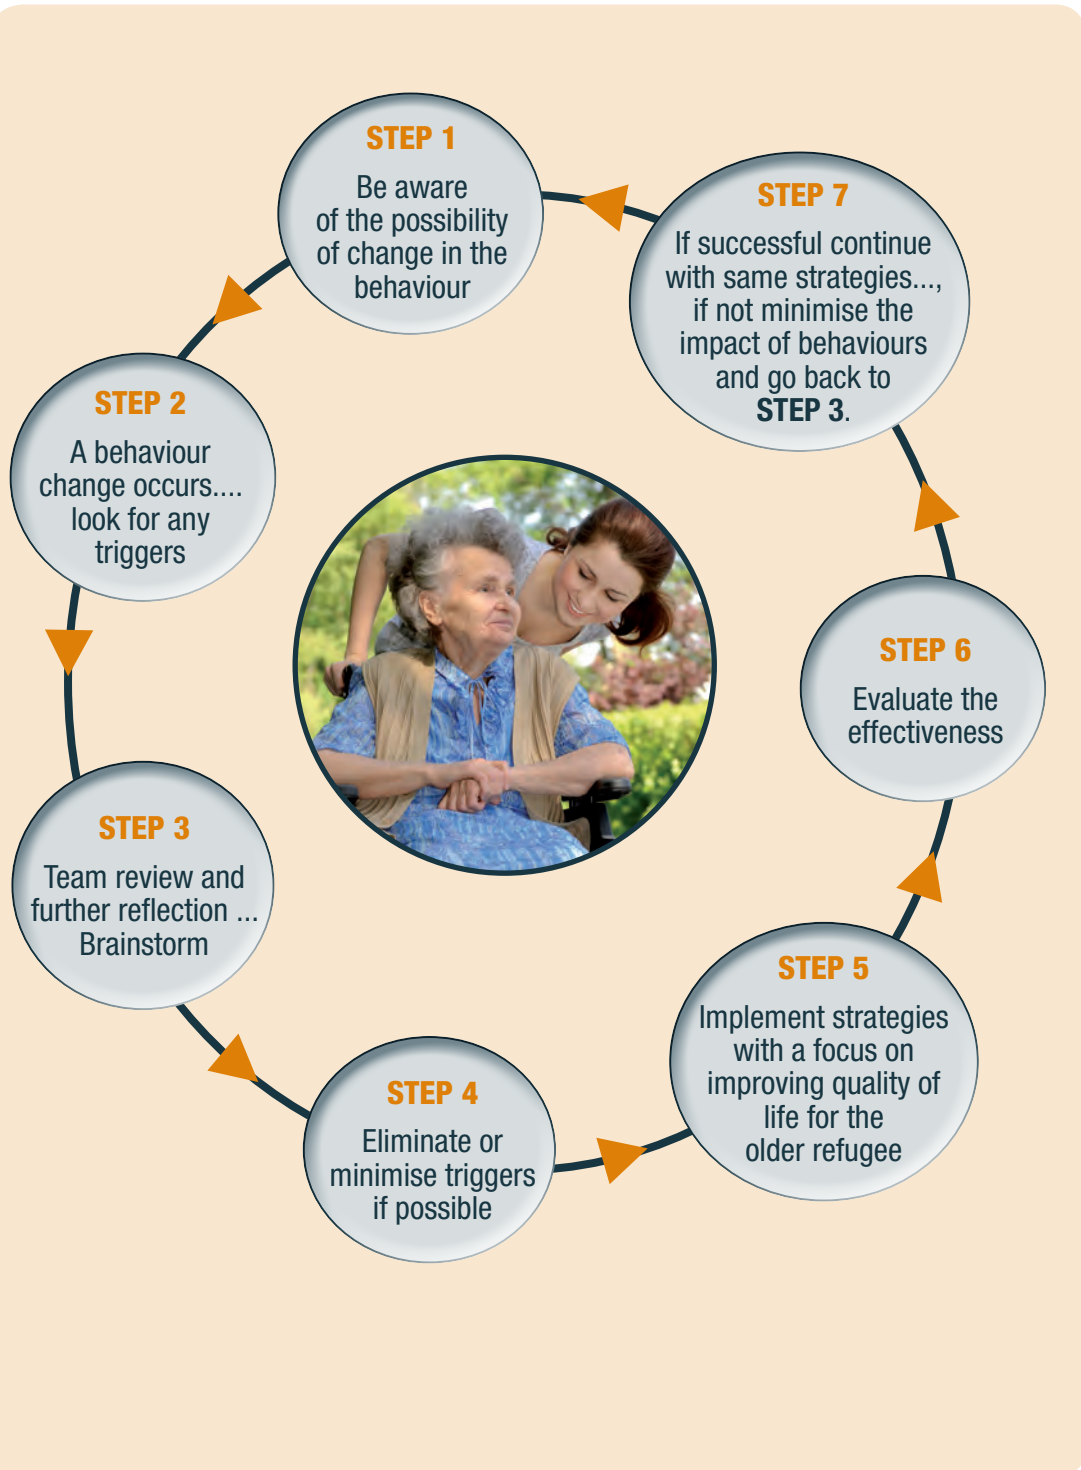 STEP 1
Be aware
of the possibility
of change in the
behaviour
STEP 2
A behaviour
change occurs....
look for any
triggers
STEP 3
Team review and
further reflection ...
Brainstorm
STEP 4
Eliminate or
minimise triggers
if possible
STEP 5
Implement strategies
with a focus on
improving quality of
life for the
older refugee
STEP 6
Evaluate the
effectiveness
STEP 7
If successful continue
with same strategies...,
if not minimise the
impact of behaviours
and go back to
STEP 3.